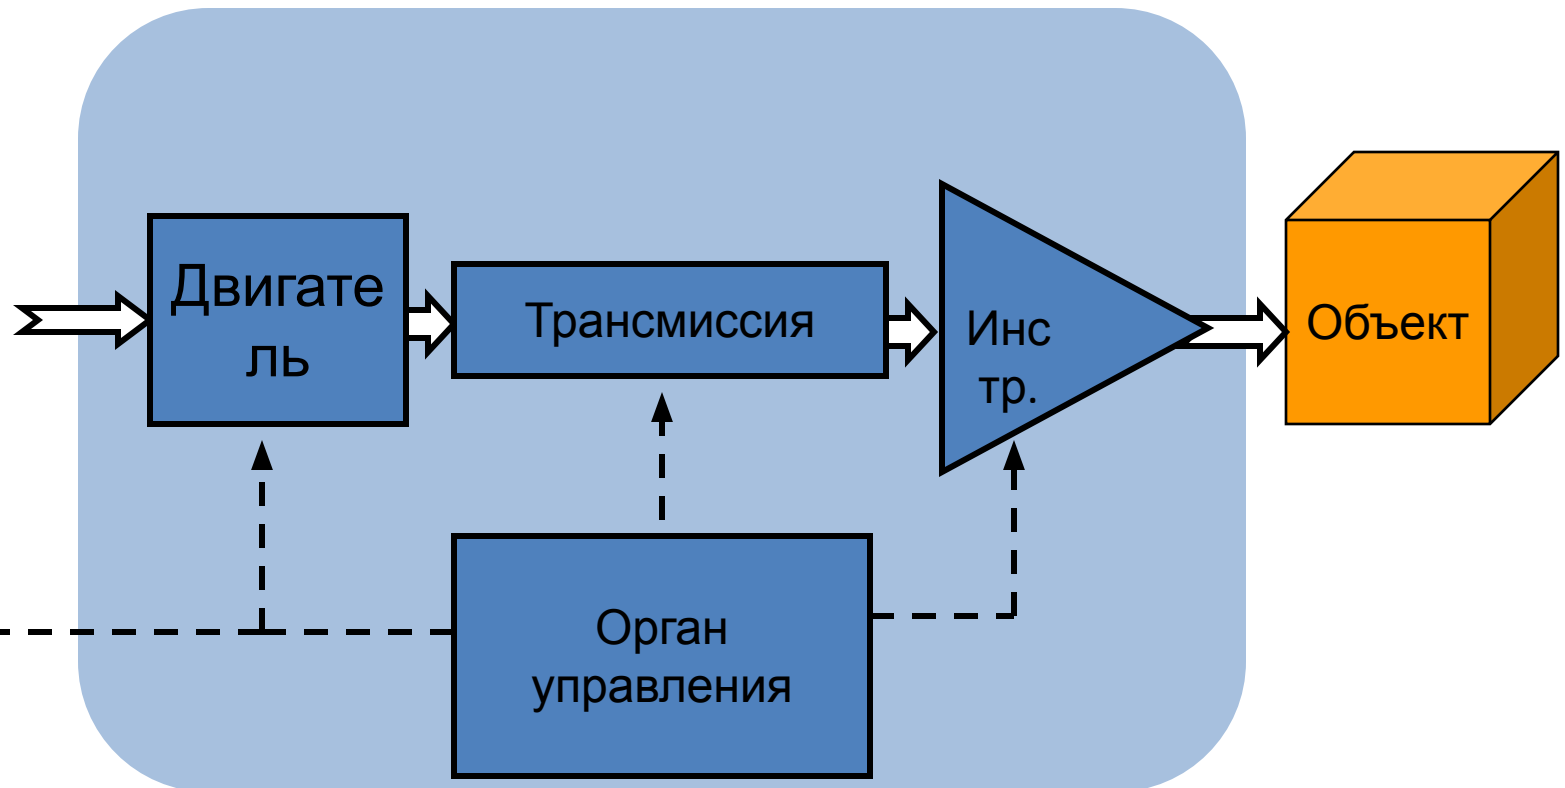 Двигате
ль
Трансмиссия
Инс
тр.
Объект
Орган
управления